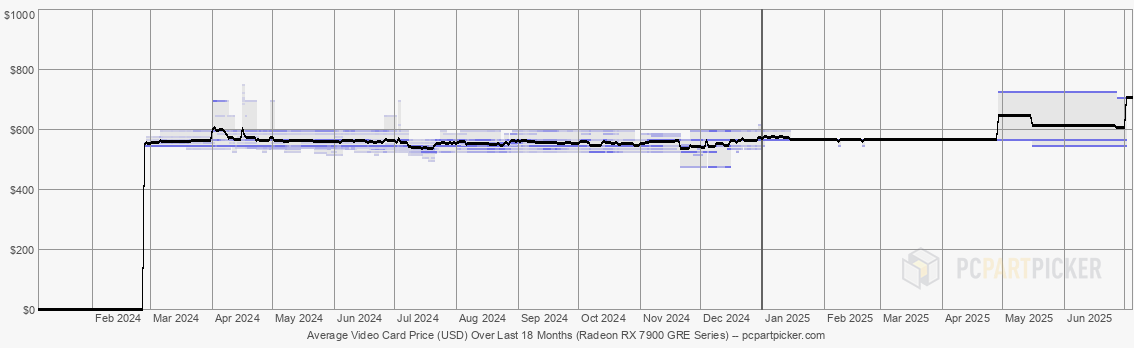 $1000
$800
$600
$400
$200
$0
Feb 2024 Mar 2024 Apr 2024 May 2024 Jun 2024 Jul 2024 Aug 2024 Sep 2024 Oct 2024 Nov 2024 Dec 2024 Jan 2025 Feb 2025 Mar 2025 Apr 2025 May 2025 Jun 2025
PCPARTPICKER
Average Video Card Price (USD) Over Last 18 Months (Radeon RX 7900 GRE Series) – pcpartpicker.com